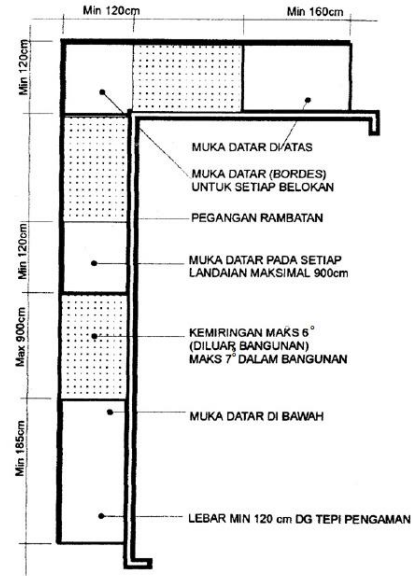 Min 120cm
Min 160cm
Min 120cm
MUKA DATAR DI ATAS
MUKA DATAR (BORDES)
UNTUK SETIAP BELOKAN
PEGANGAN RAMBATAN
Min 120cm
MUKA DATAR PADA SETIAP
LANDAIAN MAKSIMAL 900cm
Max 900cm
KEMIRINGAN MAKS 6°
(DILUAR BANGUNAN)
MAKS 7° DALAM BANGUNAN
MUKA DATAR DI BAWAH
Min 185cm
LEBAR MIN 120 cm DG TEPI PENGAMAN